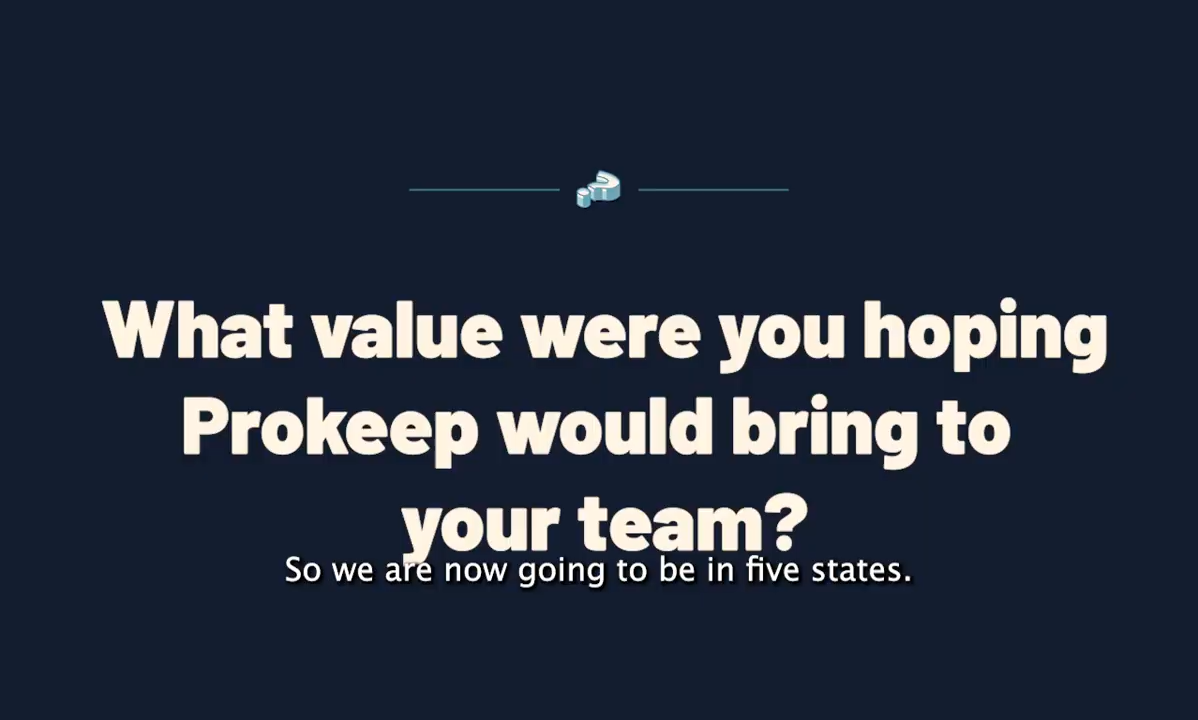 What value were you hoping
Prokeep would bring to
your team?
So we are now going to be in five states.